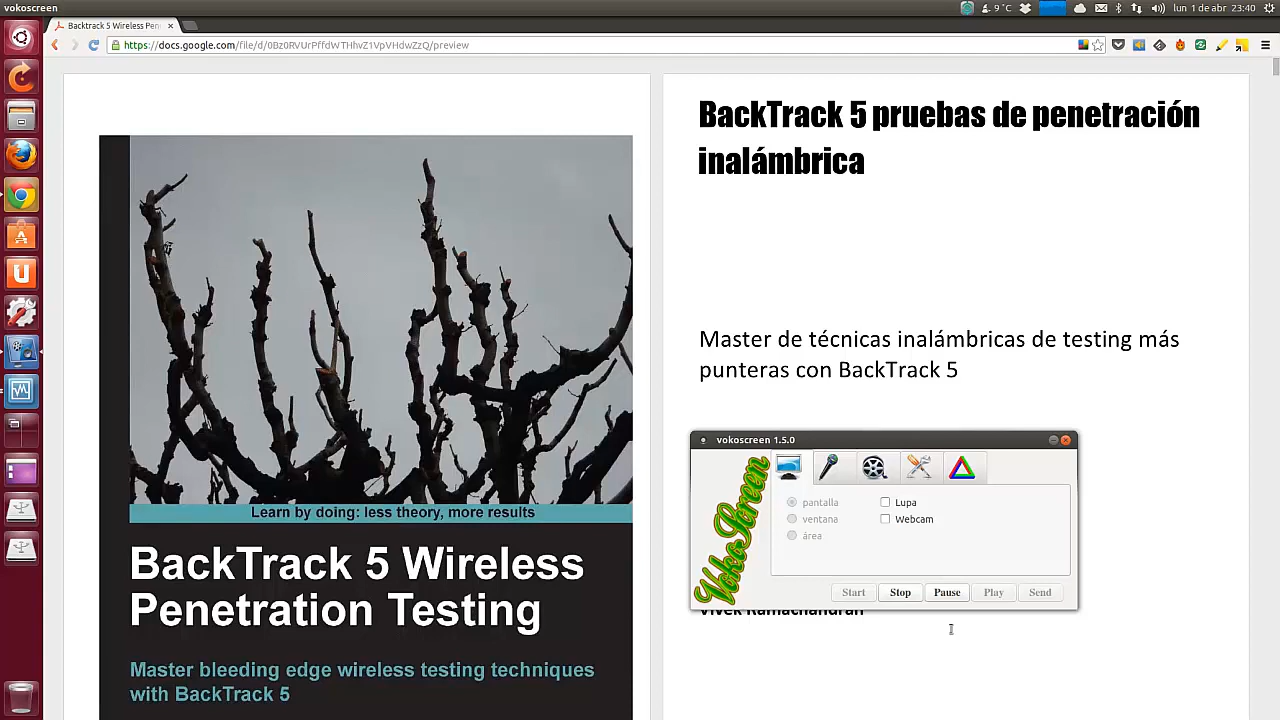 vokoscreen
9 °C
lun 1 de abr 23:40
Backtrack 5 Wireless Pen
https://docs.google.com/file/d/0Bz0RVUrPffdWTHhvZ1VpVHdwZzQ/preview
Learn by doing: less theory, more results
BackTrack 5 Wireless
Penetration Testing
Master bleeding edge wireless testing techniques
with BackTrack 5
BackTrack 5 pruebas de penetración
inalámbrica
Master de técnicas inalámbricas de testing más
punteras con BackTrack 5
vokoscreen 1.5.0
VokoScreen
pantalla
Lupa
ventana
Webcam
área
Start
Stop
Pause
Play
Send
Vivek Ramachandran